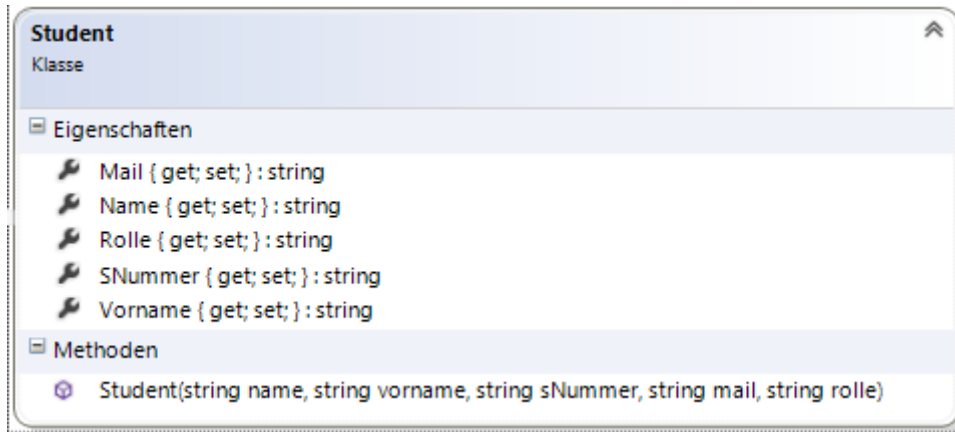 Student
Klasse
Eigenschaften
Mail { get; set; } : string
Name { get; set; } : string
Rolle { get; set; } : string
SNummer { get; set; } : string
Vorname { get; set; } : string
Methoden
Student(string name, string vorname, string sNummer, string mail, string rolle)